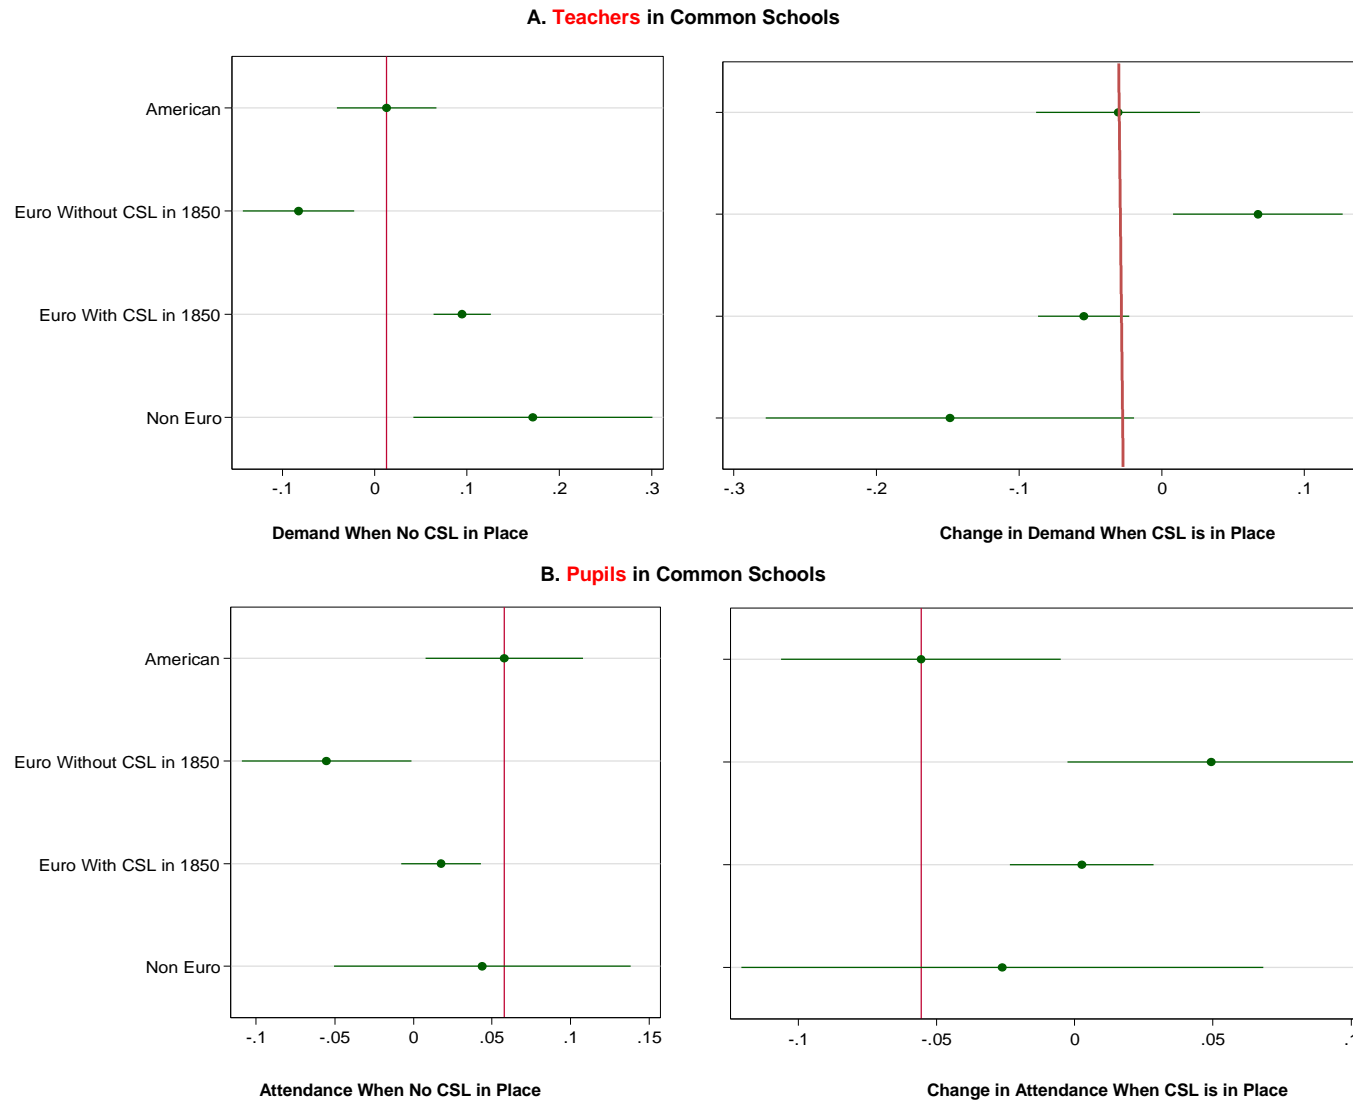 A. Teachers in Common Schools
American
Euro Without CSL in 1850
Euro With CSL in 1850
Non Euro
-.1 0 .1 .2 .3
-.3 -.2 -.1 0 .1
Demand When No CSL in Place
Change in Demand When CSL is in Place
B. Pupils in Common Schools
American
Euro Without CSL in 1850
Euro With CSL in 1850
Non Euro
-.1 -.05 0 .05 .1 .15
-.1 -.05 0 .05 .1
Attendance When No CSL in Place
Change in Attendance When CSL is in Place